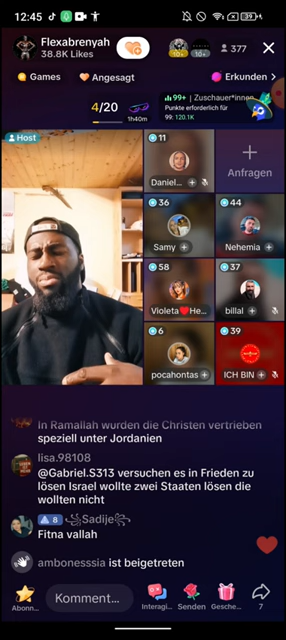 12:45
39
Flexabrenyah
38.8K Likes
10+
377
Games
Angesagt
Erkunden
4/20
1h40m
99+ | Zuschauer*innen
Punkte erforderlich für
99: 120.1K
Host
11
Daniel...
Anfragen
36
Samy
44
Nehemia
58
Violeta❤️He...
37
billal
6
pocahontas
39
ICH BIN
In Ramallah wurden die Christen vertrieben
speziell unter Jordanien
lisa.98108
@Gabriel.S313 versuchen es in Frieden zu
lösen Israel wollte zwei Staaten lösen die
wollten nicht
8 ꧁Sadije꧂
Fitna vallah
ambonesssia ist beigetreten
Abonn...
Komment...
Interagi...
Senden
Gesche...
7